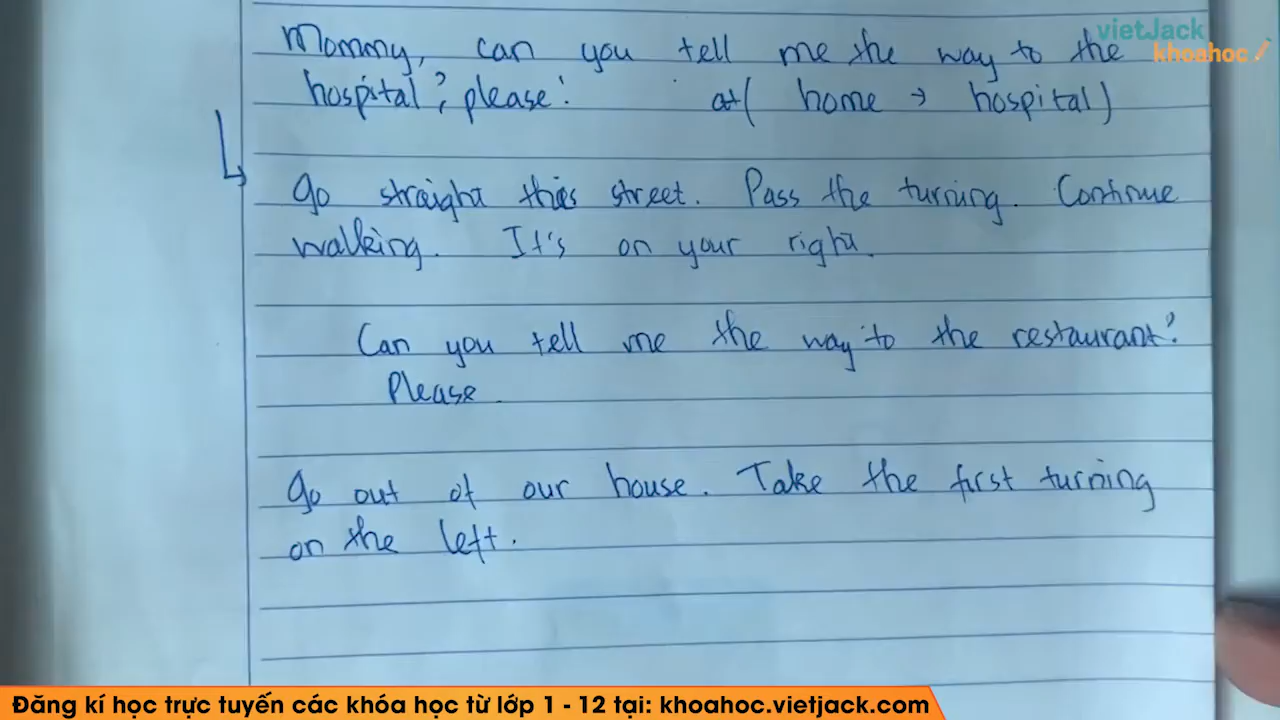 vietJack
khoahoc
Mommy, can you tell me the way to the
hospital?, please! at( home → hospital)
Go straight this street. Pass the turning. Continue
walking. It's on your right.
Can you tell me the way to the restaurant?
Please.
Go out of our house. Take the first turning
on the left.
Đăng kí học trực tuyến các khóa học từ lớp 1 - 12 tại: khoahoc.vietjack.com